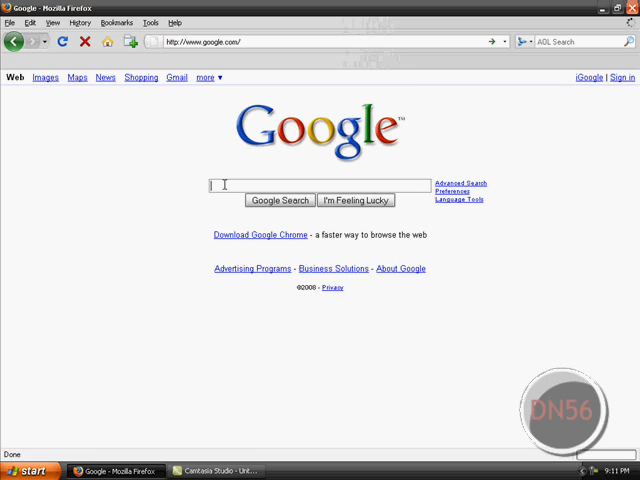 Google - Mozilla Firefox
File Edit View History Bookmarks Tools Help
http://www.google.com/ AOL Search
Web Images Maps News Shopping Gmail more ▼ iGoogle | Sign in
Google™
Advanced Search
Preferences
Language Tools
Google Search I'm Feeling Lucky
Download Google Chrome - a faster way to browse the web
Advertising Programs - Business Solutions - About Google
©2008 - Privacy
DN56
Done
start Google - Mozilla Firefox Camtasia Studio - Unt... 9:11 PM